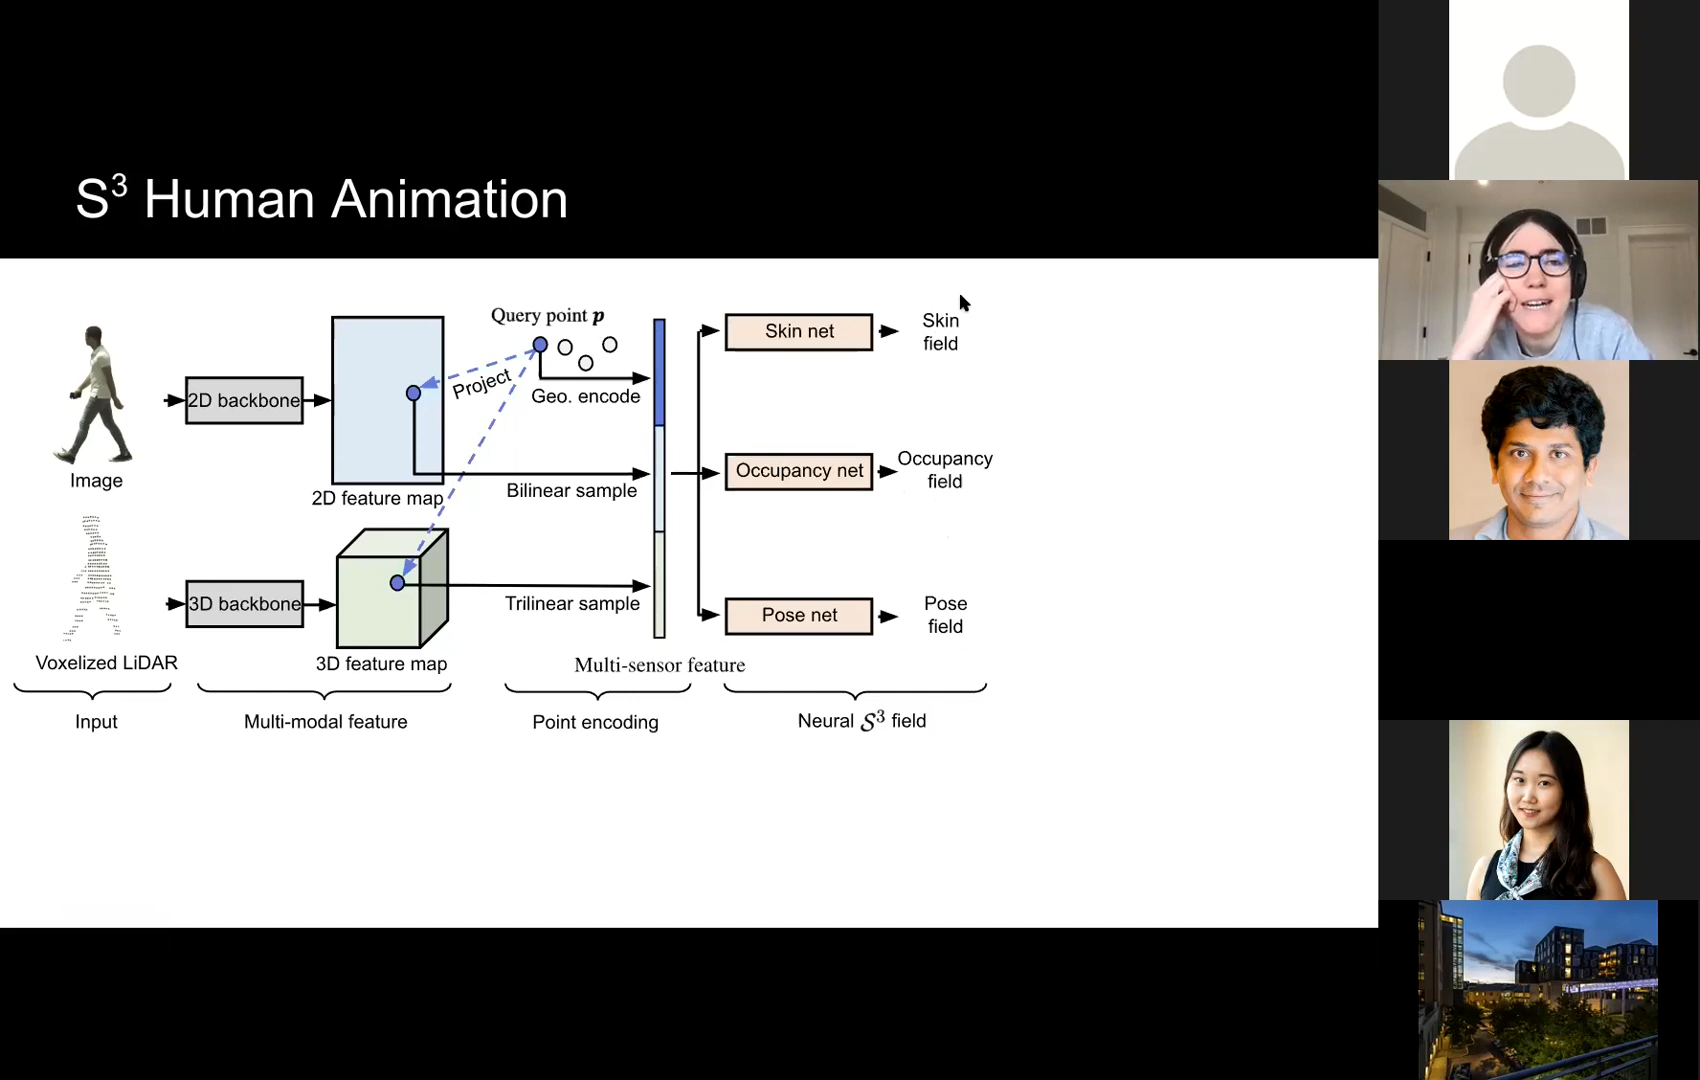 S³ Human Animation
Query point p
Project
Geo. encode
2D backbone
Image
2D feature map
Bilinear sample
3D backbone
Voxelized LiDAR
3D feature map
Trilinear sample
Multi-sensor feature
Skin net
Skin
field
Occupancy net
Occupancy
field
Pose net
Pose
field
Input
Multi-modal feature
Point encoding
Neural S³ field